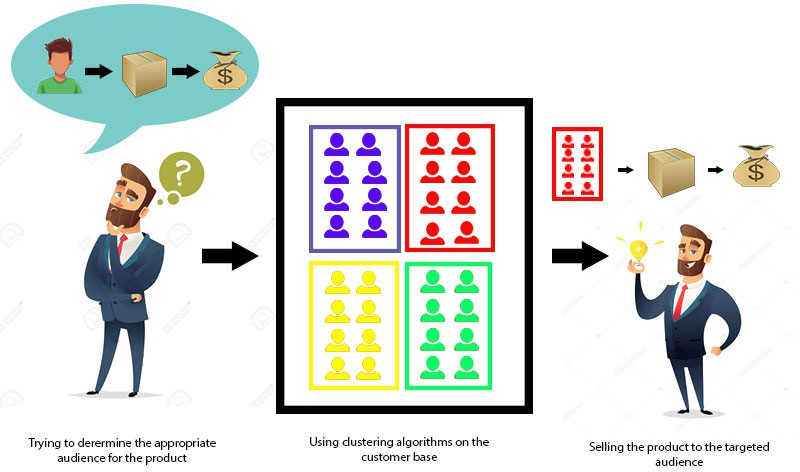 ?
$
$
Trying to derermine the appropriate
audience for the product
Using clustering algorithms on the
customer base
Selling the product to the targeted
audience